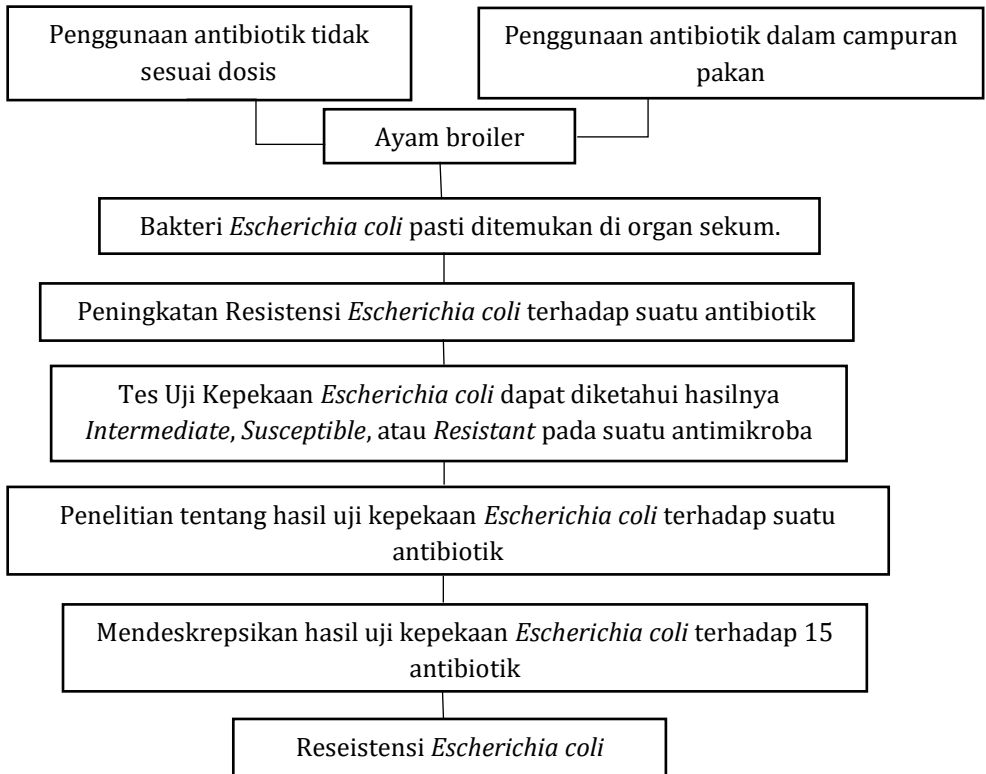 Penggunaan antibiotik tidak
sesuai dosis
Penggunaan antibiotik dalam campuran
pakan
Ayam broiler
Bakteri Escherichia coli pasti ditemukan di organ sekum.
Peningkatan Resistensi Escherichia coli terhadap suatu antibiotik
Tes Uji Kepekaan Escherichia coli dapat diketahui hasilnya
Intermediate, Susceptible, atau Resistant pada suatu antimikroba
Penelitian tentang hasil uji kepekaan Escherichia coli terhadap suatu
antibiotik
Mendeskrepsikan hasil uji kepekaan Escherichia coli terhadap 15
antibiotik
Reseistensi Escherichia coli